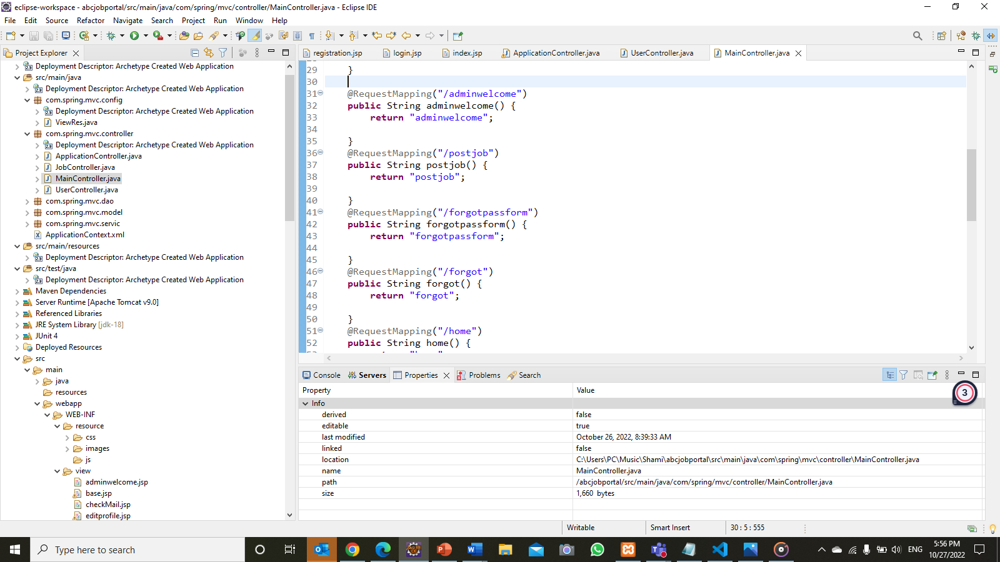 eclipse-workspace - abcjobportal/src/main/java/com/spring/mvc/controller/MainController.java - Eclipse IDE
File Edit Source Refactor Navigate Search Project Run Window Help
Project Explorer
registration.jsp login.jsp index.jsp ApplicationController.java UserController.java MainController.java
Deployment Descriptor: Archetype Created Web Application
src/main/java
Deployment Descriptor: Archetype Created Web Application
com.spring.mvc.config
Deployment Descriptor: Archetype Created Web Application
ViewRes.java
com.spring.mvc.controller
Deployment Descriptor: Archetype Created Web Application
ApplicationController.java
JobController.java
MainController.java
UserController.java
com.spring.mvc.dao
com.spring.mvc.model
com.spring.mvc.servic
ApplicationContext.xml
src/main/resources
Deployment Descriptor: Archetype Created Web Application
src/test/java
Deployment Descriptor: Archetype Created Web Application
Maven Dependencies
Server Runtime [Apache Tomcat v9.0]
Referenced Libraries
JRE System Library [jdk-18]
JUnit 4
Deployed Resources
src
main
java
resources
webapp
WEB-INF
resource
css
images
js
view
adminwelcome.jsp
base.jsp
checkMail.jsp
editprofile.jsp
29 }
30
31 @RequestMapping("/adminwelcome")
32 public String adminwelcome() {
33 return "adminwelcome";
34
35 }
36 @RequestMapping("/postjob")
37 public String postjob() {
38 return "postjob";
39
40 }
41 @RequestMapping("/forgotpassform")
42 public String forgotpassform() {
43 return "forgotpassform";
44
45 }
46 @RequestMapping("/forgot")
47 public String forgot() {
48 return "forgot";
49
50 }
51 @RequestMapping("/home")
52 public String home() {
Console Servers Properties Problems Search
Property Value
Info
derived false
editable true
last modified October 26, 2022, 8:39:33 AM
linked false
location C:\Users\PC\Music\Shami\abcjobportal\src\main\java\com\spring\mvc\controller\MainController.java
name MainController.java
path /abcjobportal/src/main/java/com/spring/mvc/controller/MainController.java
size 1,660 bytes
3
Writable Smart Insert 30 : 5 : 555
Type here to search
ENG
5:56 PM
10/27/2022